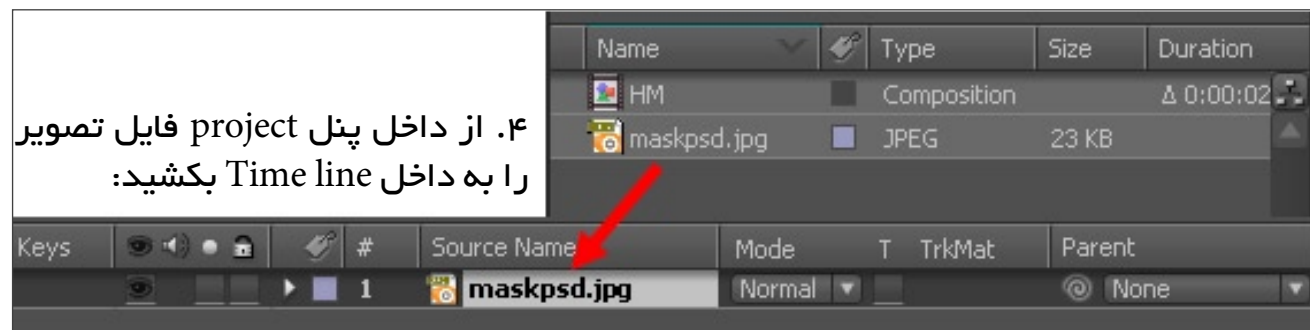 Name Type Size Duration
HM Composition Δ 0:00:02
maskpsd.jpg JPEG 23 KB
۴. از داخل پنل project فایل تصویر
را به داخل Time line بکشید:
Keys # Source Name Mode T TrkMat Parent
1 maskpsd.jpg Normal None